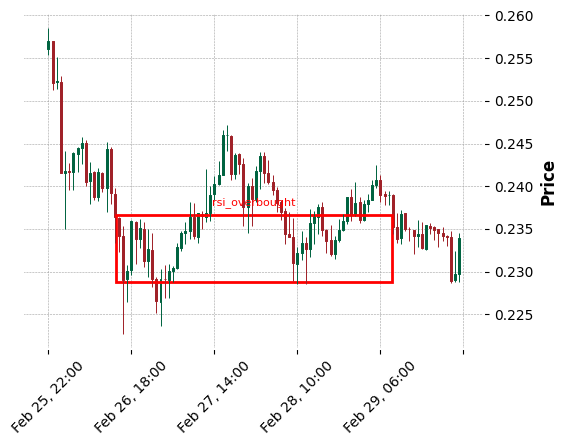 0.260
0.255
0.250
0.245
0.240
0.235
0.230
0.225
Price
rsi_overbought
Feb 25, 22:00
Feb 26, 18:00
Feb 27, 14:00
Feb 28, 10:00
Feb 29, 06:00